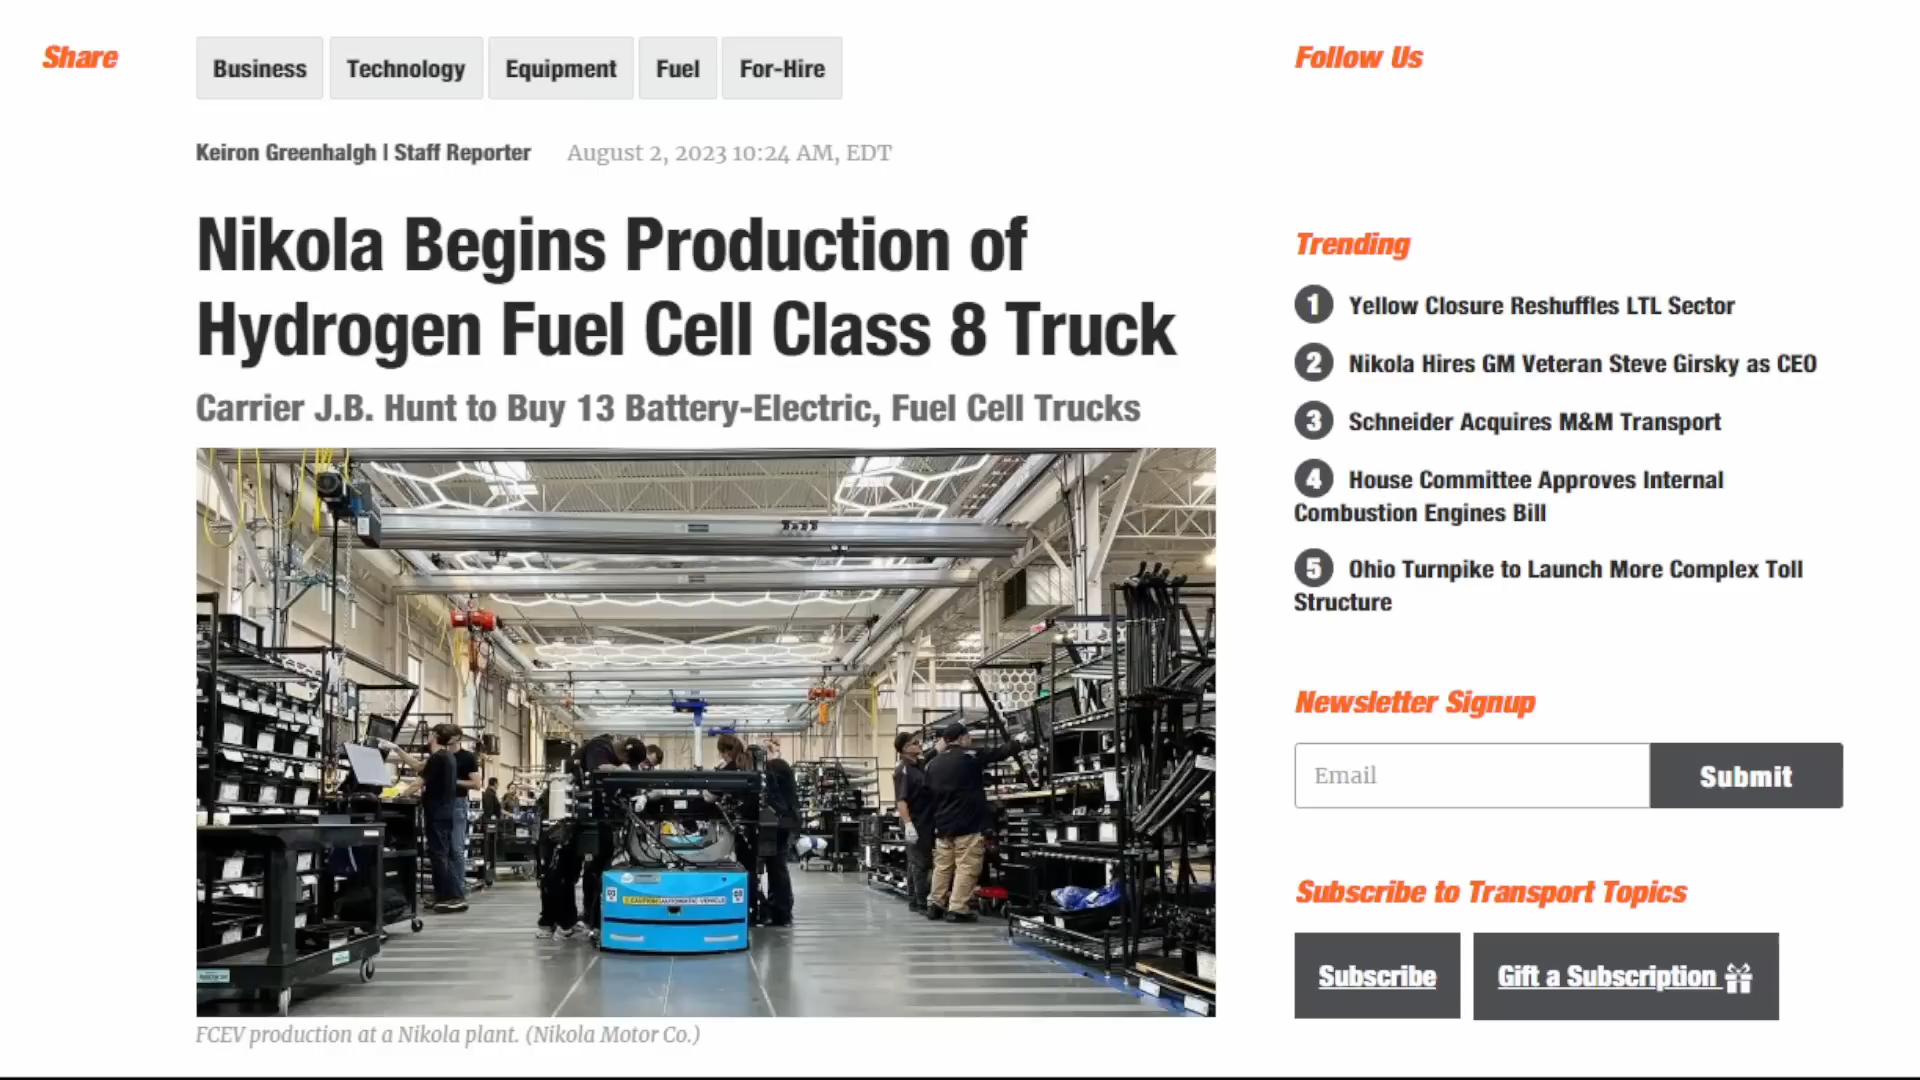 Share
Business
Technology
Equipment
Fuel
For-Hire
Keiron Greenhalgh | Staff Reporter
August 2, 2023 10:24 AM, EDT
Nikola Begins Production of
Hydrogen Fuel Cell Class 8 Truck
Carrier J.B. Hunt to Buy 13 Battery-Electric, Fuel Cell Trucks
CAUTION AUTOMATIC VEHICLE
FCEV production at a Nikola plant. (Nikola Motor Co.)
Follow Us
Trending
1 Yellow Closure Reshuffles LTL Sector
2 Nikola Hires GM Veteran Steve Girsky as CEO
3 Schneider Acquires M&M Transport
4 House Committee Approves Internal
Combustion Engines Bill
5 Ohio Turnpike to Launch More Complex Toll
Structure
Newsletter Signup
Email
Submit
Subscribe to Transport Topics
Subscribe
Gift a Subscription